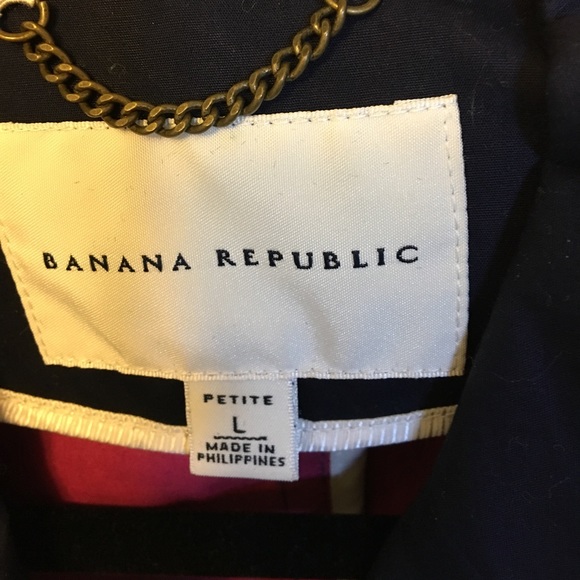 BANANA REPUBLIC
PETITE
L
MADE IN
PHILIPPINES